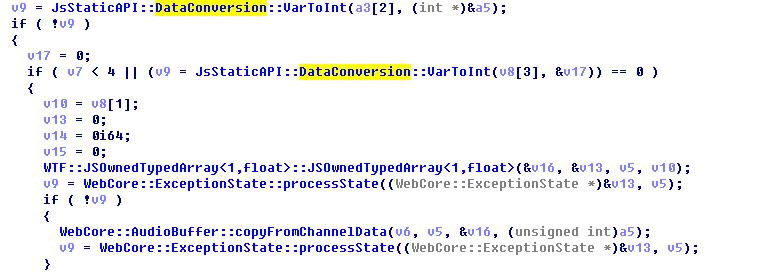 v9 = JsStaticAPI::DataConversion::VarToInt(a3[2], (int *)&a5);
if ( !v9 )
{
v17 = 0;
if ( v7 < 4 || (v9 = JsStaticAPI::DataConversion::VarToInt(v8[3], &v17)) == 0 )
{
v10 = v8[1];
v13 = 0;
v14 = 0i64;
v15 = 0;
WTF::JSOwnedTypedArray<1,float>::JSOwnedTypedArray<1,float>(&v16, &v13, v5, v10);
v9 = WebCore::ExceptionState::processState((WebCore::ExceptionState *)&v13, v5);
if ( !v9 )
{
WebCore::AudioBuffer::copyFromChannelData(v6, v5, &v16, (unsigned int)a5);
v9 = WebCore::ExceptionState::processState((WebCore::ExceptionState *)&v13, v5);
}